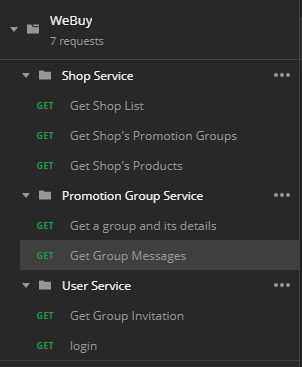 WeBuy
7 requests
Shop Service
GET Get Shop List
GET Get Shop's Promotion Groups
GET Get Shop's Products
Promotion Group Service
GET Get a group and its details
GET Get Group Messages
User Service
GET Get Group Invitation
GET login